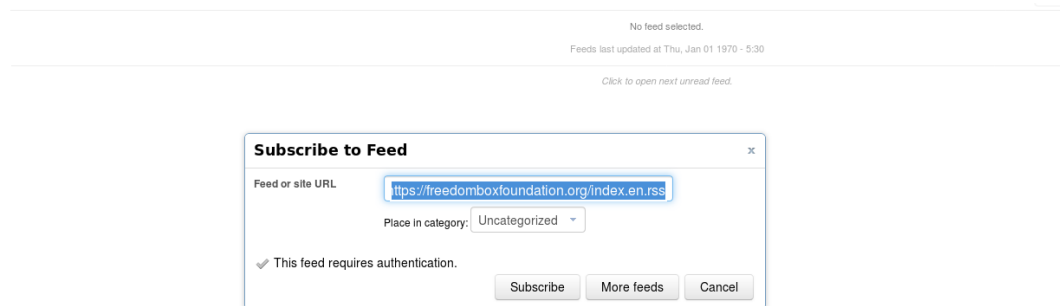 No feed selected.
Feeds last updated at Thu, Jan 01 1970 - 5:30
Click to open next unread feed.
Subscribe to Feed x
Feed or site URL
ttps://freedomboxfoundation.org/index.en.rss
Place in category: Uncategorized
This feed requires authentication.
Subscribe More feeds Cancel